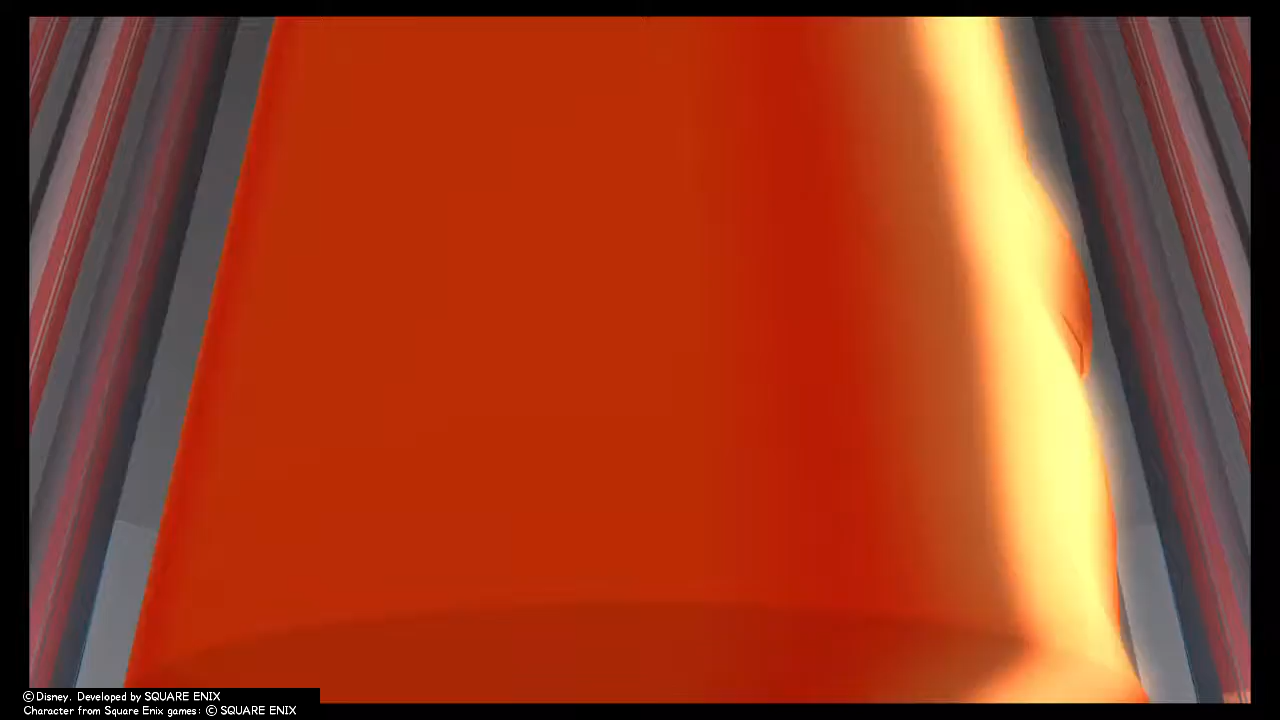 © Disney. Developed by SQUARE ENIX
Character from Square Enix games: © SQUARE ENIX